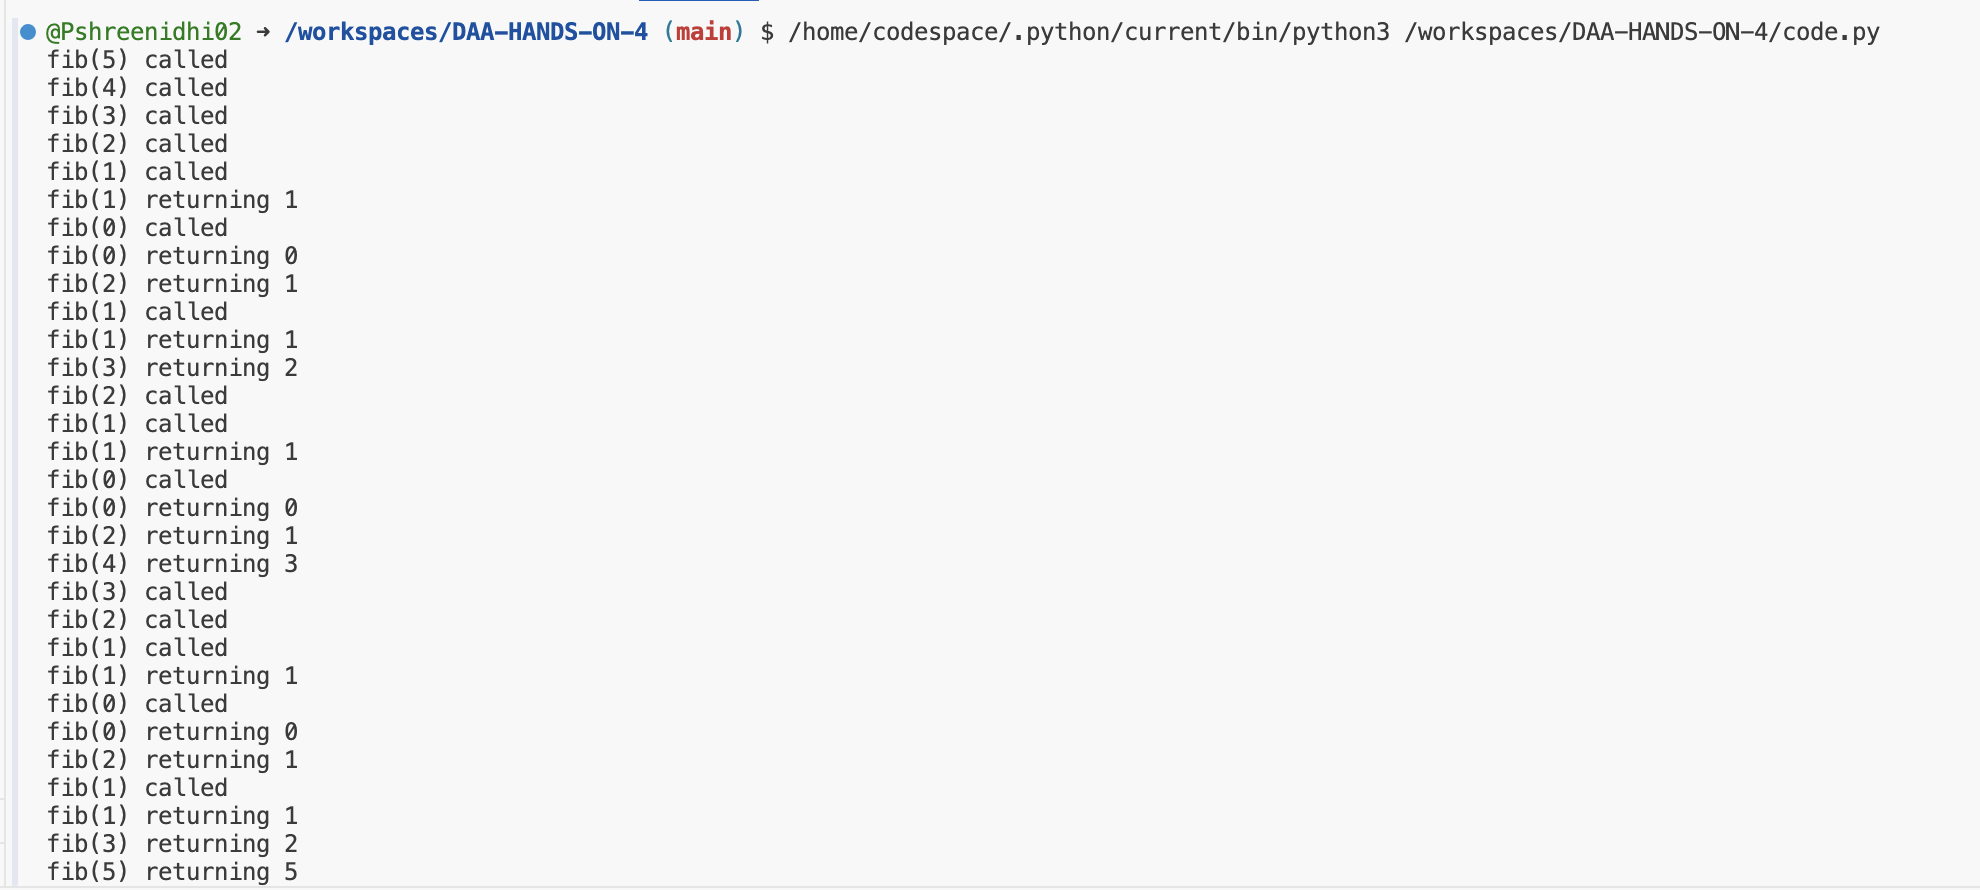 @Pshreenidhi02 → /workspaces/DAA-HANDS-ON-4 (main) $ /home/codespace/.python/current/bin/python3 /workspaces/DAA-HANDS-ON-4/code.py
fib(5) called
fib(4) called
fib(3) called
fib(2) called
fib(1) called
fib(1) returning 1
fib(0) called
fib(0) returning 0
fib(2) returning 1
fib(1) called
fib(1) returning 1
fib(3) returning 2
fib(2) called
fib(1) called
fib(1) returning 1
fib(0) called
fib(0) returning 0
fib(2) returning 1
fib(4) returning 3
fib(3) called
fib(2) called
fib(1) called
fib(1) returning 1
fib(0) called
fib(0) returning 0
fib(2) returning 1
fib(1) called
fib(1) returning 1
fib(3) returning 2
fib(5) returning 5